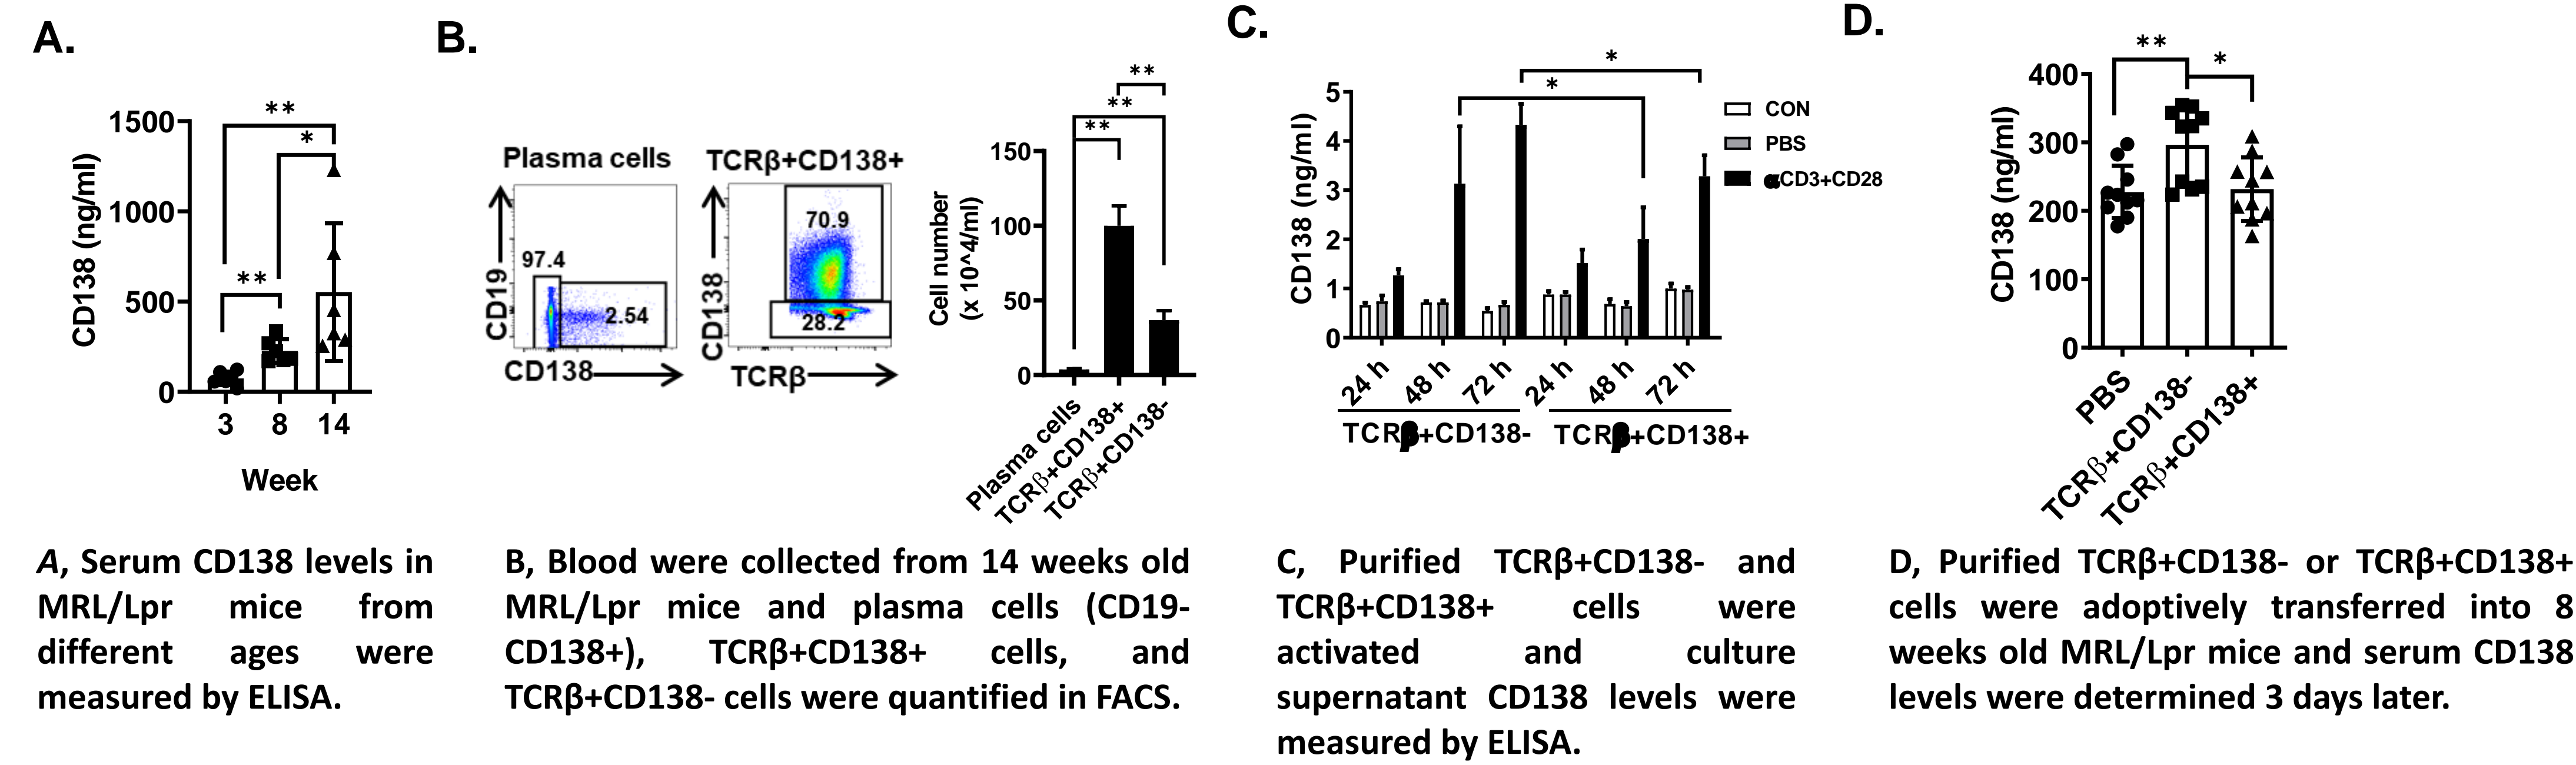 A.
1500
1000
500
0
CD138 (ng/ml)
**
*
**
3 8 14
Week
A, Serum CD138 levels in
MRL/Lpr mice from
different ages were
measured by ELISA.
B.
Plasma cells
97.4
2.54
CD19
CD138
TCRβ+CD138+
70.9
28.2
CD138
TCRβ
**
**
**
150
100
50
0
Cell number
(x 10^4/ml)
Plasma cells
TCRβ+CD138+
TCRβ+CD138-
B, Blood were collected from 14 weeks old
MRL/Lpr mice and plasma cells (CD19-
CD138+), TCRβ+CD138+ cells, and
TCRβ+CD138- cells were quantified in FACS.
C.
*
*
5
4
3
2
1
0
CD138 (ng/ml)
CON
PBS
αCD3+CD28
24 h 48 h 72 h 24 h 48 h 72 h
TCRβ+CD138- TCRβ+CD138+
C, Purified TCRβ+CD138- and
TCRβ+CD138+ cells were
activated and culture
supernatant CD138 levels were
measured by ELISA.
D.
**
*
400
300
200
100
0
CD138 (ng/ml)
PBS
TCRβ+CD138-
TCRβ+CD138+
D, Purified TCRβ+CD138- or TCRβ+CD138+
cells were adoptively transferred into 8
weeks old MRL/Lpr mice and serum CD138
levels were determined 3 days later.